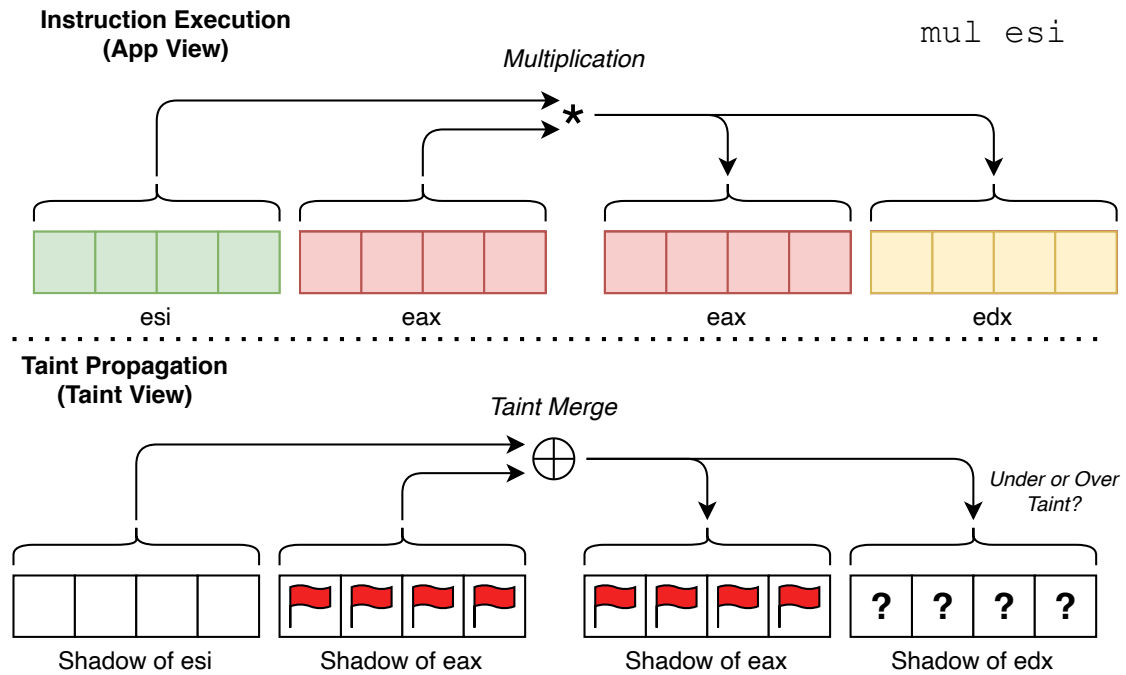 Instruction Execution
(App View)
mul esi
Multiplication
*
esi
eax
eax
edx
Taint Propagation
(Taint View)
Taint Merge
Under or Over
Taint?
? ? ? ?
Shadow of esi
Shadow of eax
Shadow of eax
Shadow of edx